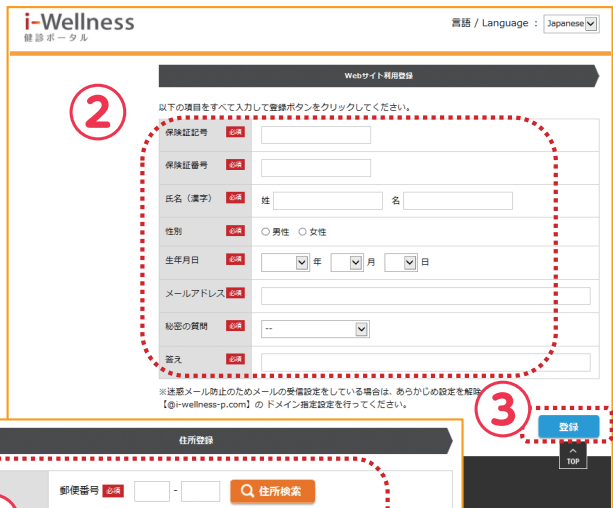 i-Wellness
健診ポータル
言語 / Language ： Japanese
Webサイト利用登録
②
以下の項目をすべて入力して登録ボタンをクリックしてください。
保険証記号 必須
保険証番号 必須
氏名（漢字） 必須 姓 名
性別 必須 男性 女性
生年月日 必須 年 月 日
メールアドレス 必須
秘密の質問 必須 --
答え 必須
※迷惑メール防止のためメールの受信設定をしている場合は、あらかじめ設定を解除
【@i-wellness-p.com】の ドメイン指定設定を行ってください。
③
登録
TOP
住所登録
郵便番号 必須 - 住所検索